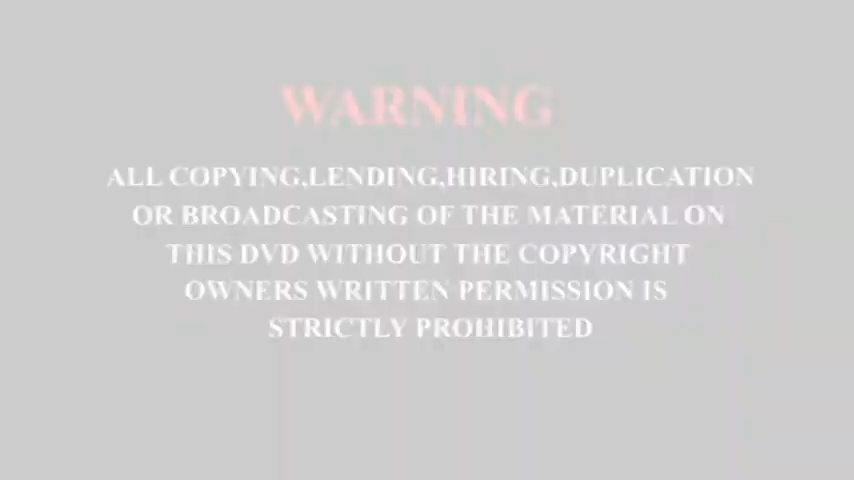 WARNING
ALL COPYING,LENDING,HIRING,DUPLICATION
OR BROADCASTING OF THE MATERIAL ON
THIS DVD WITHOUT THE COPYRIGHT
OWNERS WRITTEN PERMISSION IS
STRICTLY PROHIBITED